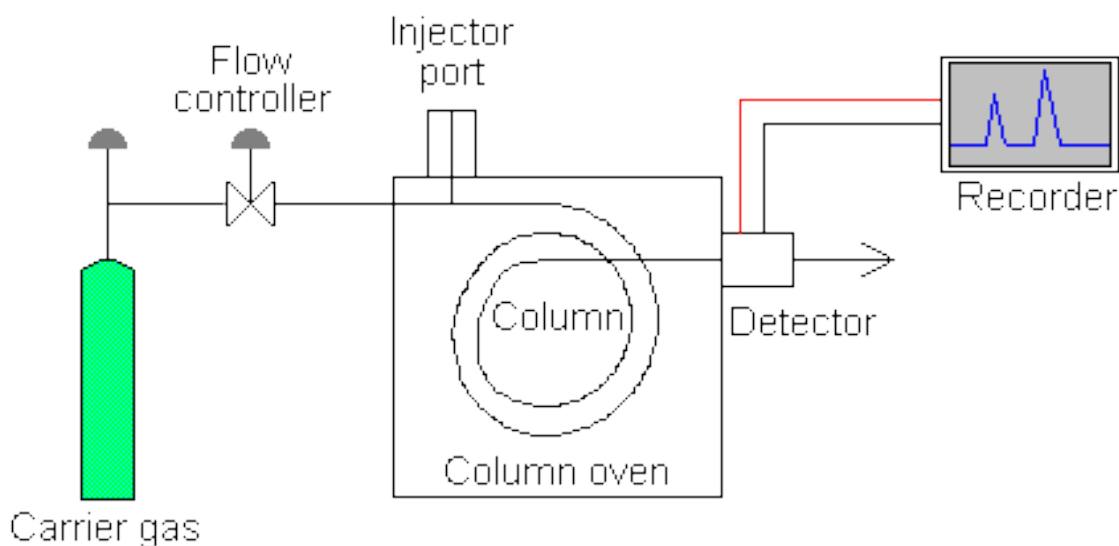 Injector
port
Flow
controller
Recorder
Column
Detector
Column oven
Carrier gas